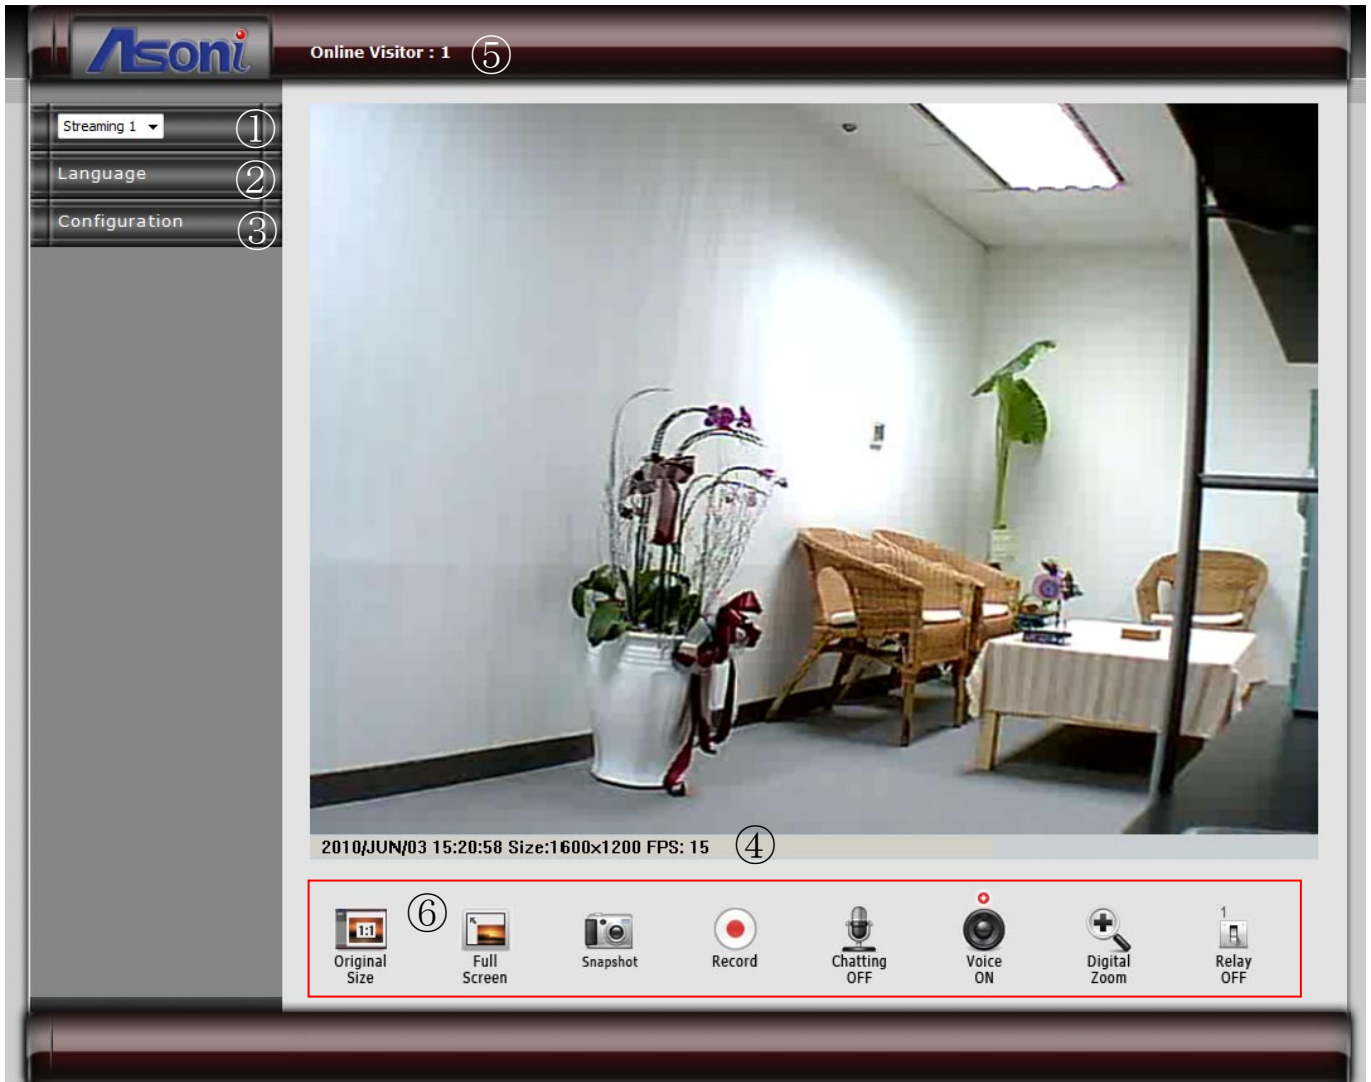 Asoni
Online Visitor : 1 ⑤
Streaming 1 ①
Language ②
Configuration ③
2010/JUN/03 15:20:58 Size:1600x1200 FPS: 15 ④
⑥
1:1
1
Original
Size
Full
Screen
Snapshot
Record
Chatting
OFF
Voice
ON
Digital
Zoom
Relay
OFF